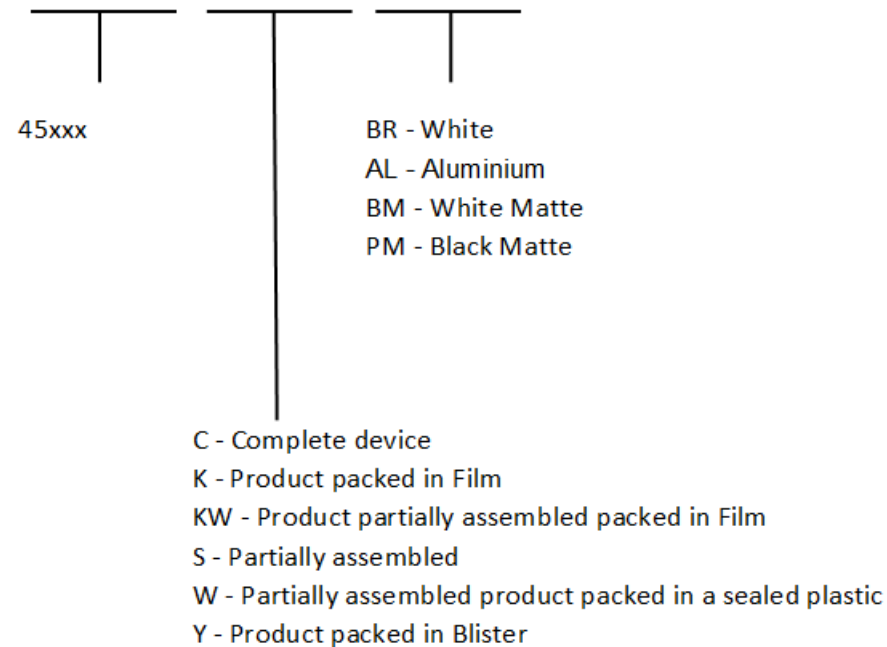 45xxx
BR - White
AL - Aluminium
BM - White Matte
PM - Black Matte
C - Complete device
K - Product packed in Film
KW - Product partially assembled packed in Film
S - Partially assembled
W - Partially assembled product packed in a sealed plastic
Y - Product packed in Blister